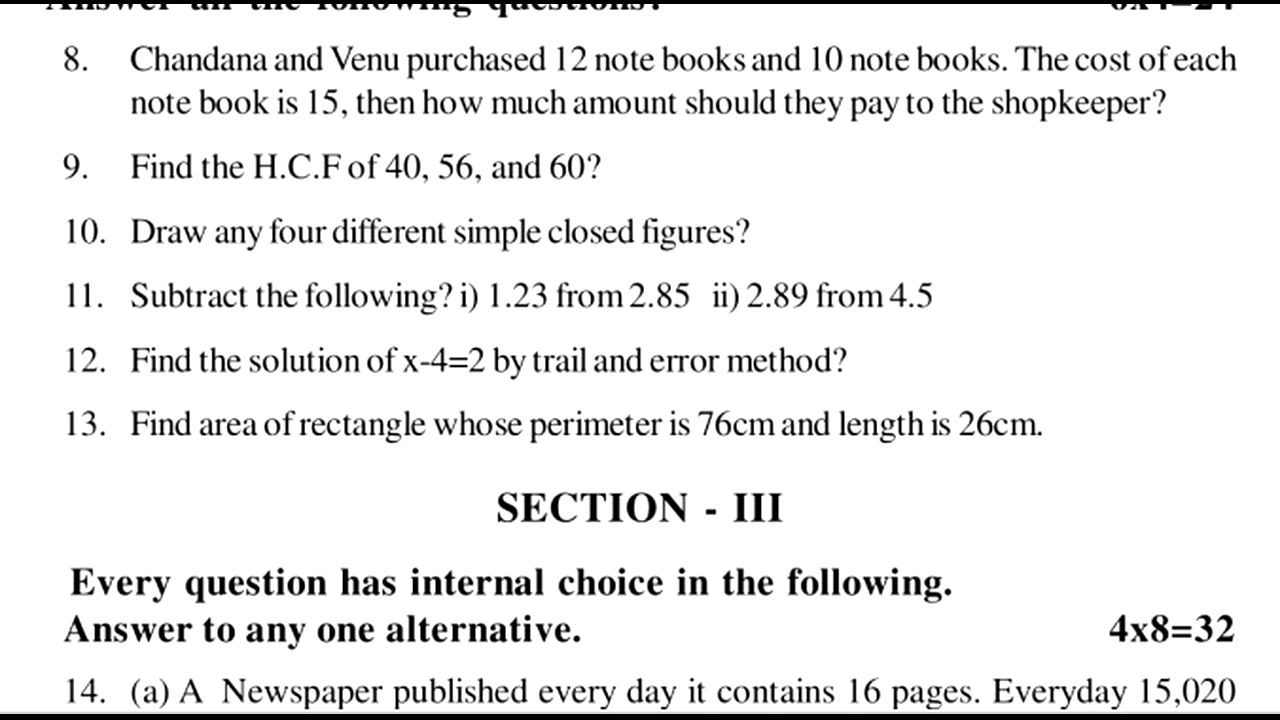 8. Chandana and Venu purchased 12 note books and 10 note books. The cost of each
note book is 15, then how much amount should they pay to the shopkeeper?
9. Find the H.C.F of 40, 56, and 60?
10. Draw any four different simple closed figures?
11. Subtract the following? i) 1.23 from 2.85 ii) 2.89 from 4.5
12. Find the solution of x-4=2 by trail and error method?
13. Find area of rectangle whose perimeter is 76cm and length is 26cm.
SECTION - III
Every question has internal choice in the following.
Answer to any one alternative. 4x8=32
14. (a) A Newspaper published every day it contains 16 pages. Everyday 15,020